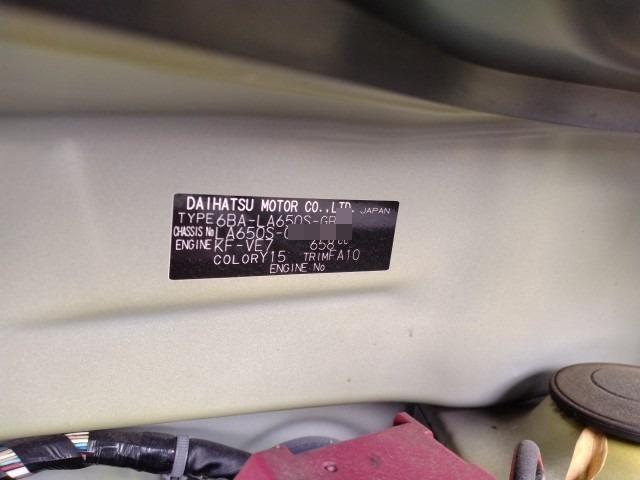 DAIHATSU MOTOR CO.,LTD. JAPAN
TYPE 6BA-LA650S-GB
CHASSIS No LA650S-
ENGINE KF-VE7 658cc
COLOR Y15 TRIM FA10
ENGINE No